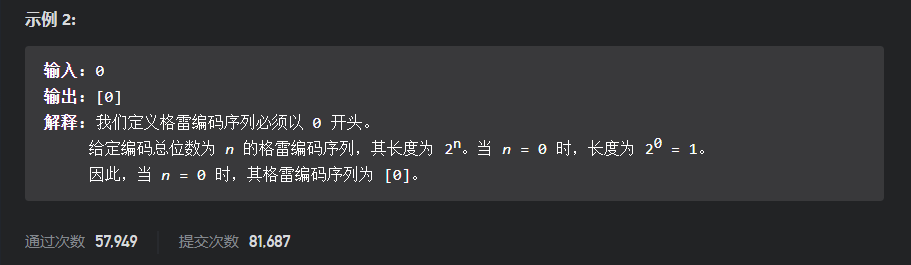 示例 2:
输入：0
输出：[0]
解释：我们定义格雷编码序列必须以 0 开头。
给定编码总位数为 n 的格雷编码序列，其长度为 2ⁿ。当 n = 0 时，长度为 2⁰ = 1。
因此，当 n = 0 时，其格雷编码序列为 [0]。
通过次数 57,949 提交次数 81,687